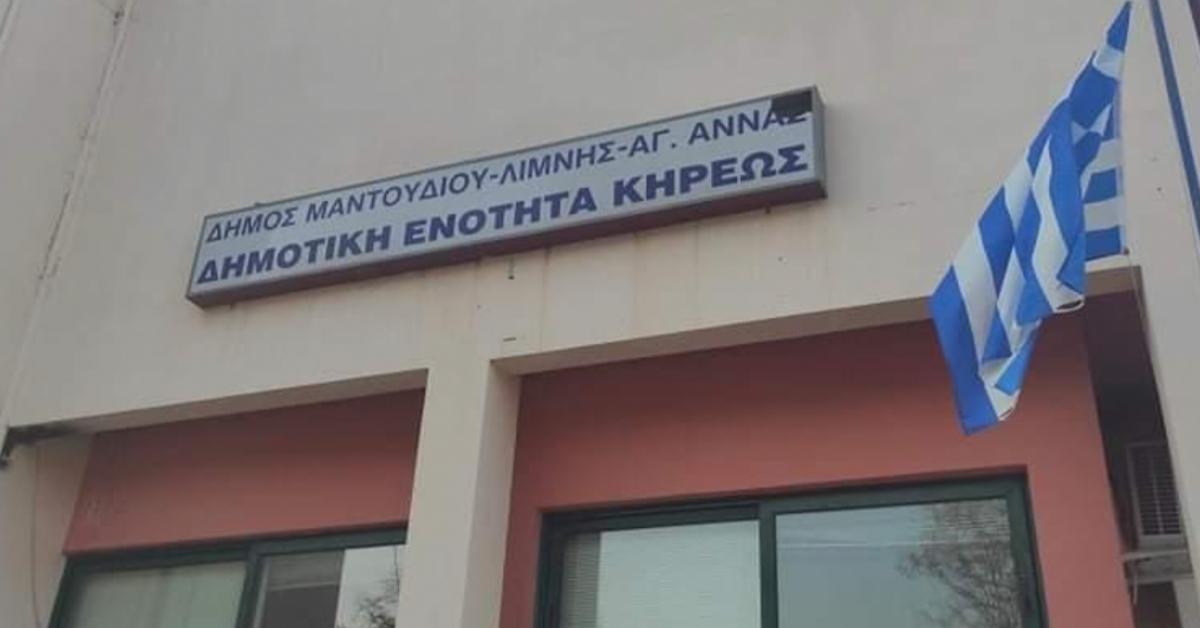 ΔΗΜΟΣ ΜΑΝΤΟΥΔΙΟΥ-ΛΙΜΝΗΣ-ΑΓ. ΑΝΝΑΣ
ΔΗΜΟΤΙΚΗ ΕΝΟΤΗΤΑ ΚΗΡΕΩΣ